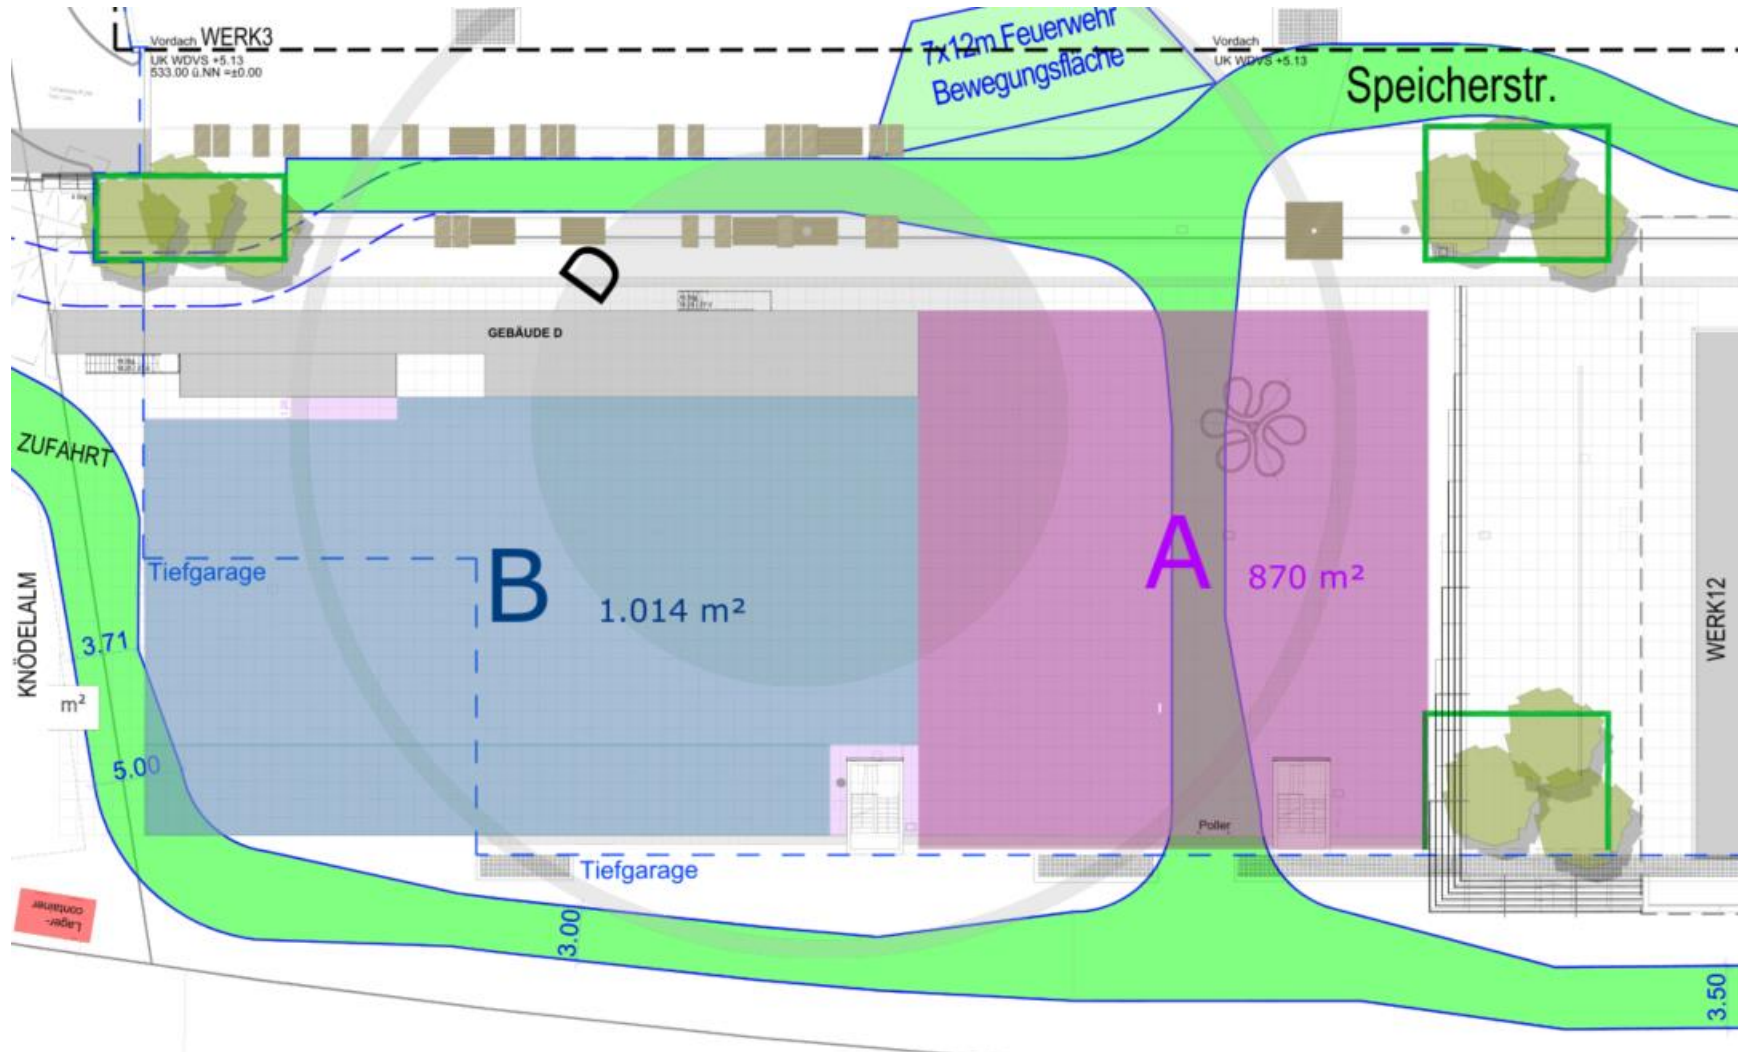 Vordach WERK3
UK WDVS +5.13
533.00 ü.NN =±0.00
7x12m Feuerwehr
Bewegungsfläche
Vordach
UK WDVS +5.13
Speicherstr.
D
GEBÄUDE D
ZUFAHRT
Tiefgarage
B
1.014 m²
A
870 m²
KNÖDELALM
3.71
m²
5.00
WERK12
Poller
Tiefgarage
Lager-
container
3.00
3.50